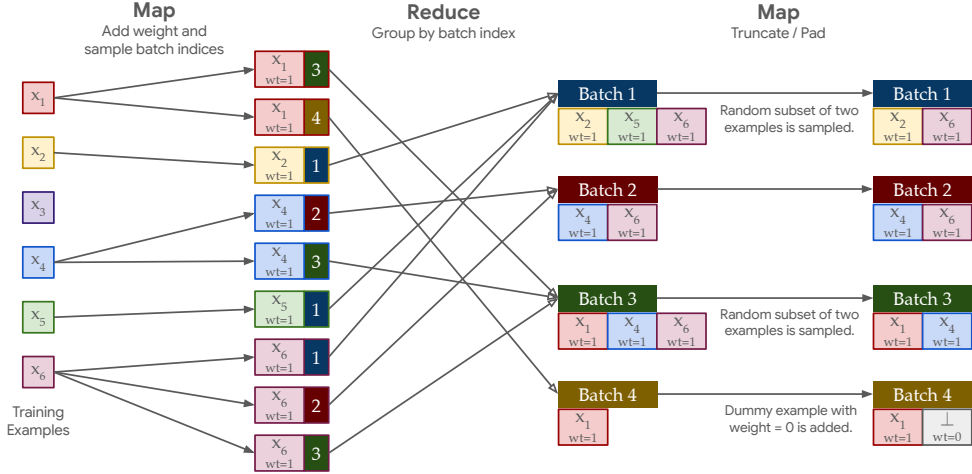 Map
Add weight and
sample batch indices
Reduce
Group by batch index
Map
Truncate / Pad
x1
x2
x3
x4
x5
x6
Training
Examples
x1
wt=1
3
x1
wt=1
4
x2
wt=1
1
x4
wt=1
2
x4
wt=1
3
x5
wt=1
1
x6
wt=1
1
x6
wt=1
2
x6
wt=1
3
Batch 1
x2 x5 x6
wt=1 wt=1 wt=1
Random subset of two
examples is sampled.
Batch 1
x2 x6
wt=1 wt=1
Batch 2
x4 x6
wt=1 wt=1
Batch 2
x4 x6
wt=1 wt=1
Batch 3
x1 x4 x6
wt=1 wt=1 wt=1
Random subset of two
examples is sampled.
Batch 3
x1 x4
wt=1 wt=1
Batch 4
x1
wt=1
Dummy example with
weight = 0 is added.
Batch 4
x1 ⊥
wt=1 wt=0